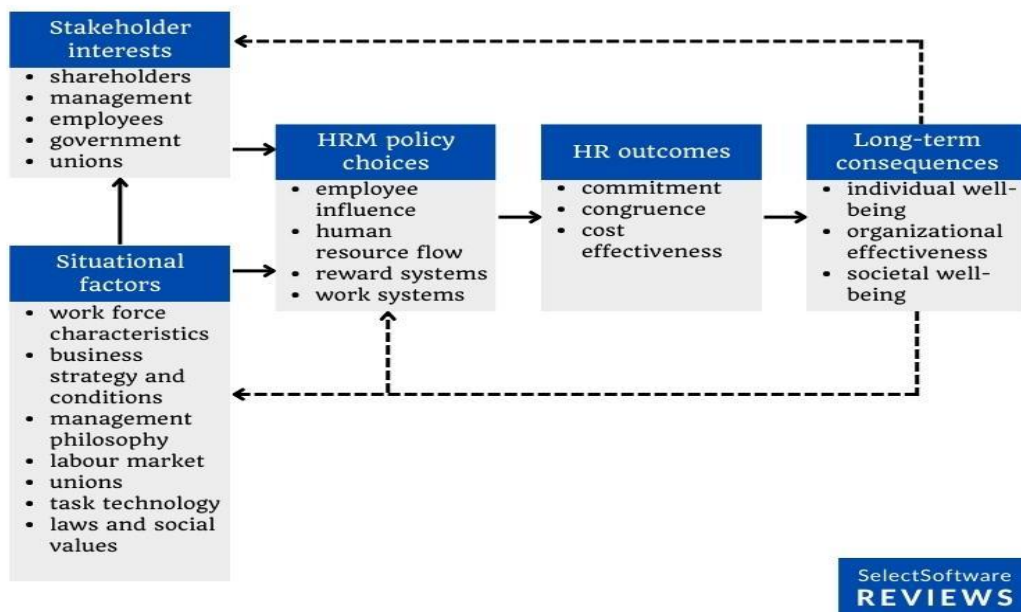 Stakeholder
interests
• shareholders
• management
• employees
• government
• unions
Situational
factors
• work force
characteristics
• business
strategy and
conditions
• management
philosophy
• labour market
• unions
• task technology
• laws and social
values
HRM policy
choices
• employee
influence
• human
resource flow
• reward systems
• work systems
HR outcomes
• commitment
• congruence
• cost
effectiveness
Long-term
consequences
• individual well-
being
• organizational
effectiveness
• societal well-
being
SelectSoftware
REVIEWS